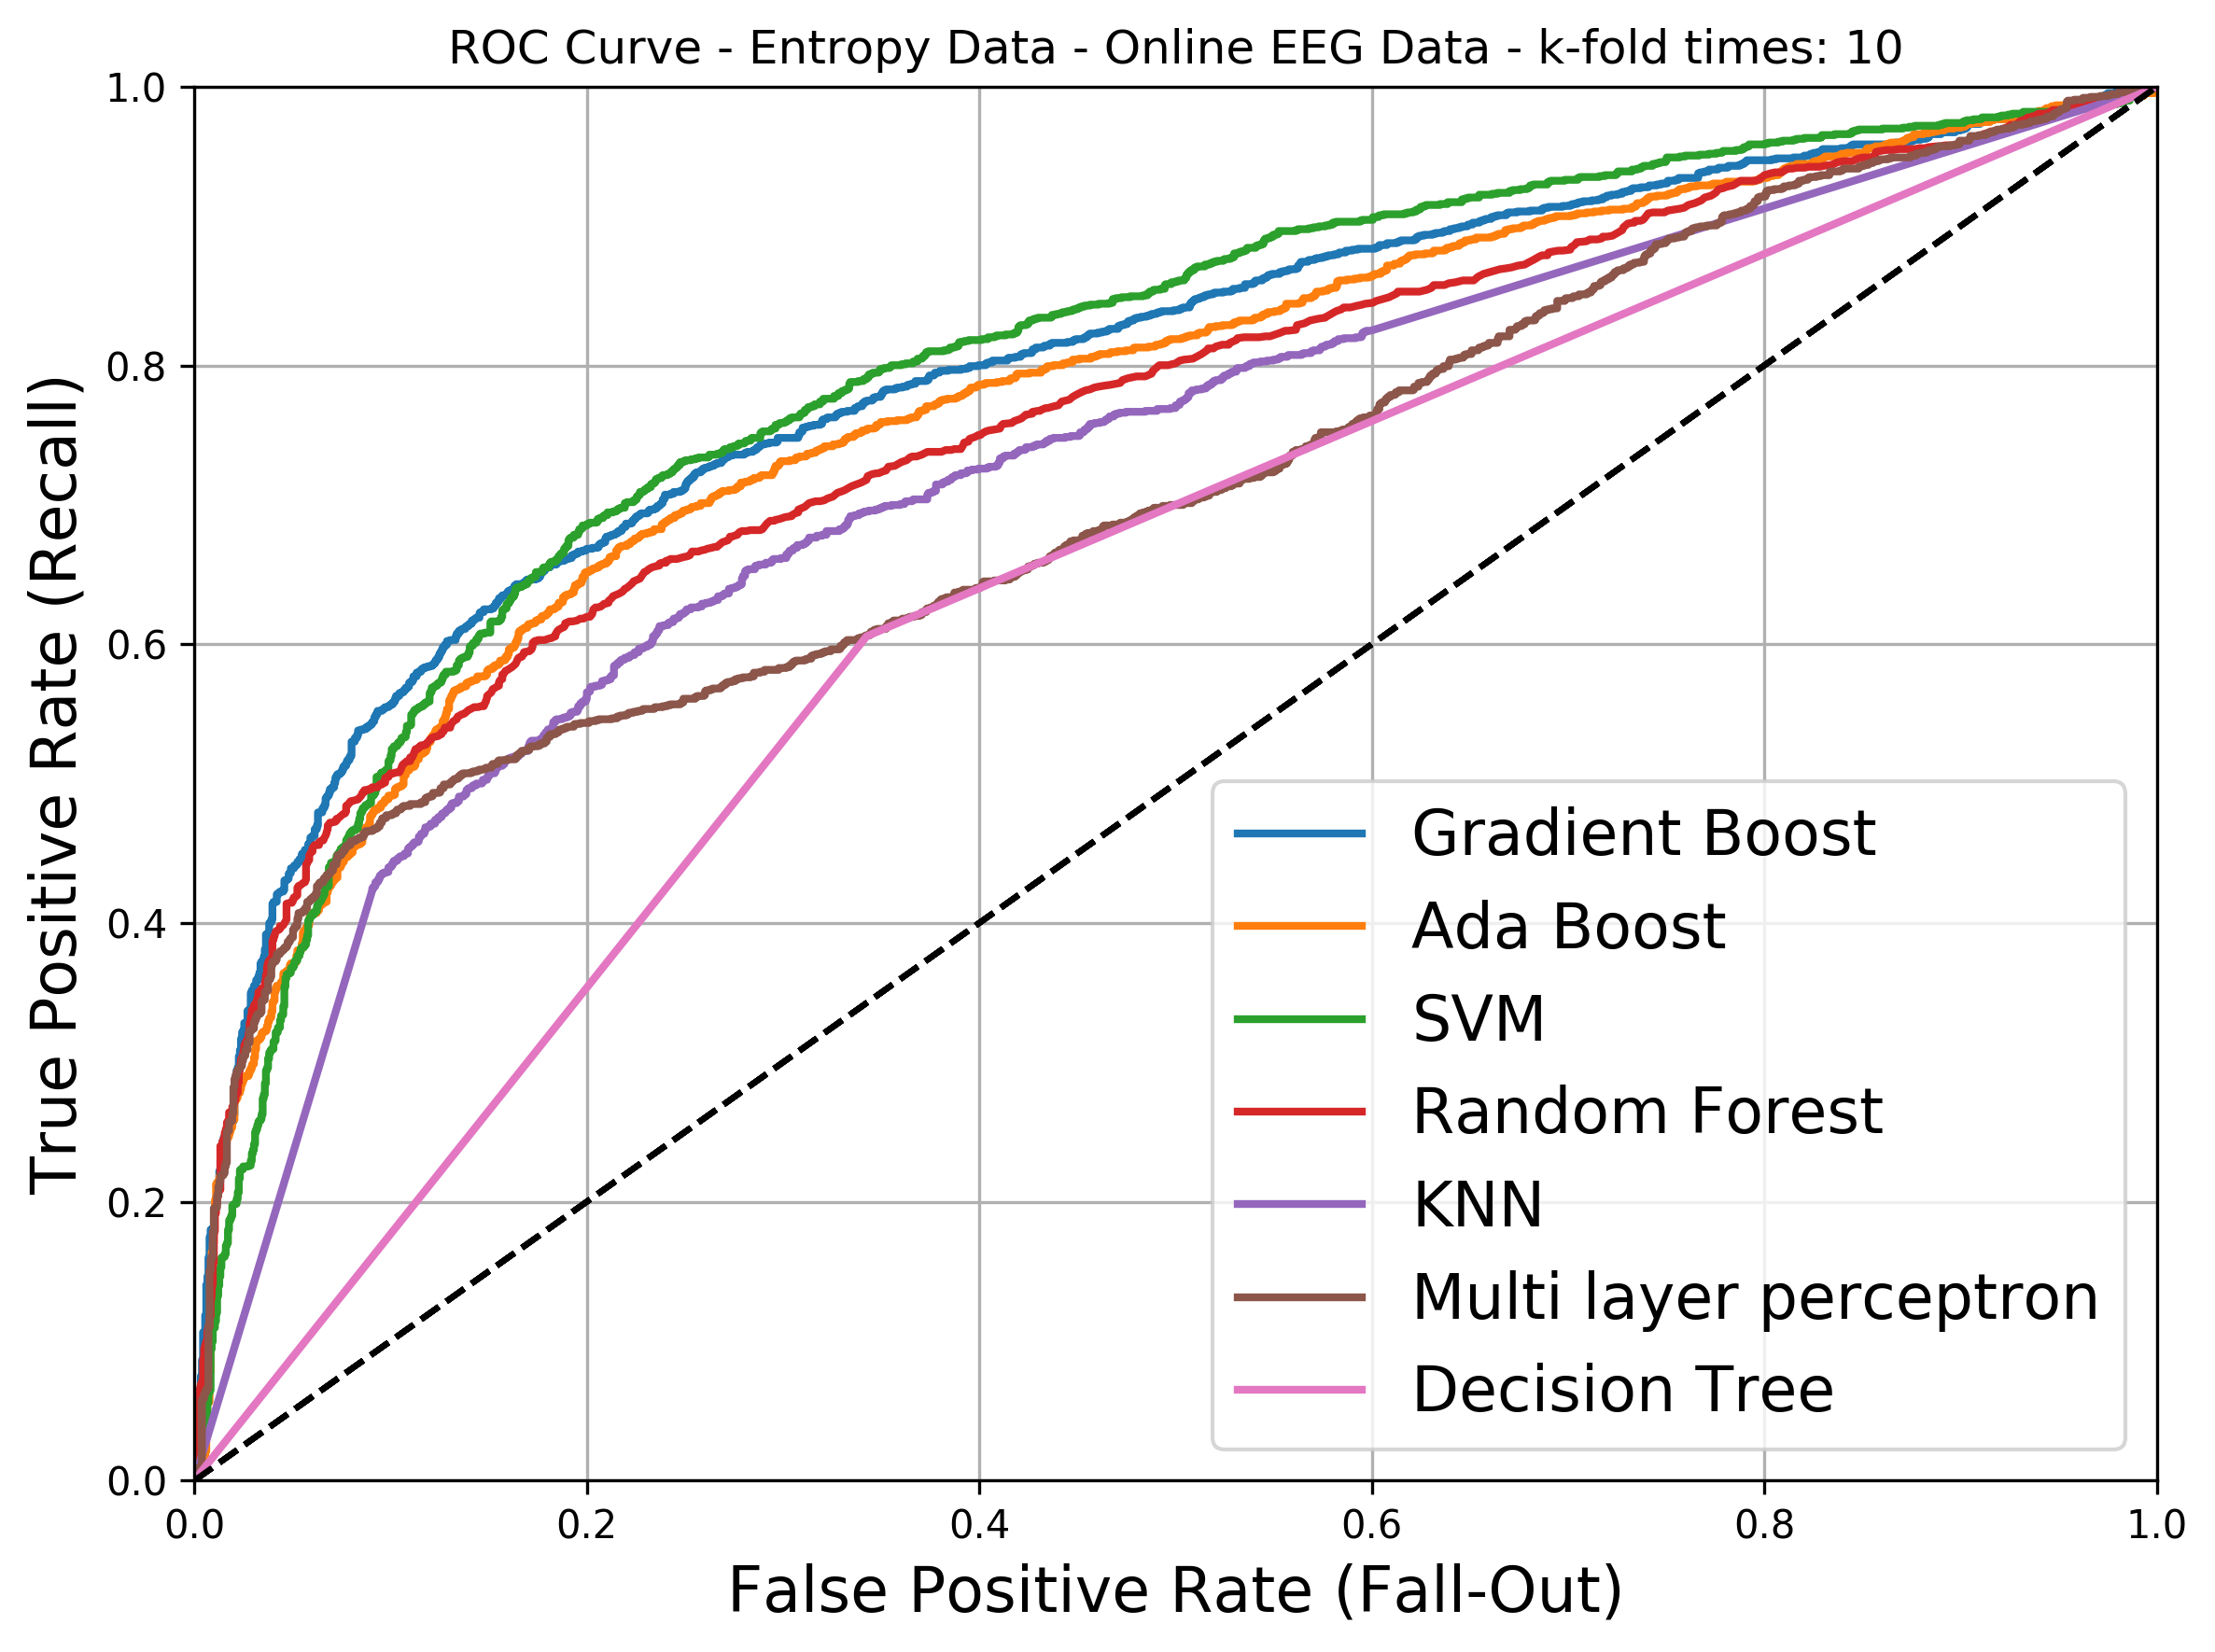 ROC Curve - Entropy Data - Online EEG Data - k-fold times: 10
True Positive Rate (Recall)
1.0
0.8
0.6
0.4
0.2
0.0
Gradient Boost
Ada Boost
SVM
Random Forest
KNN
Multi layer perceptron
Decision Tree
0.0 0.2 0.4 0.6 0.8 1.0
False Positive Rate (Fall-Out)